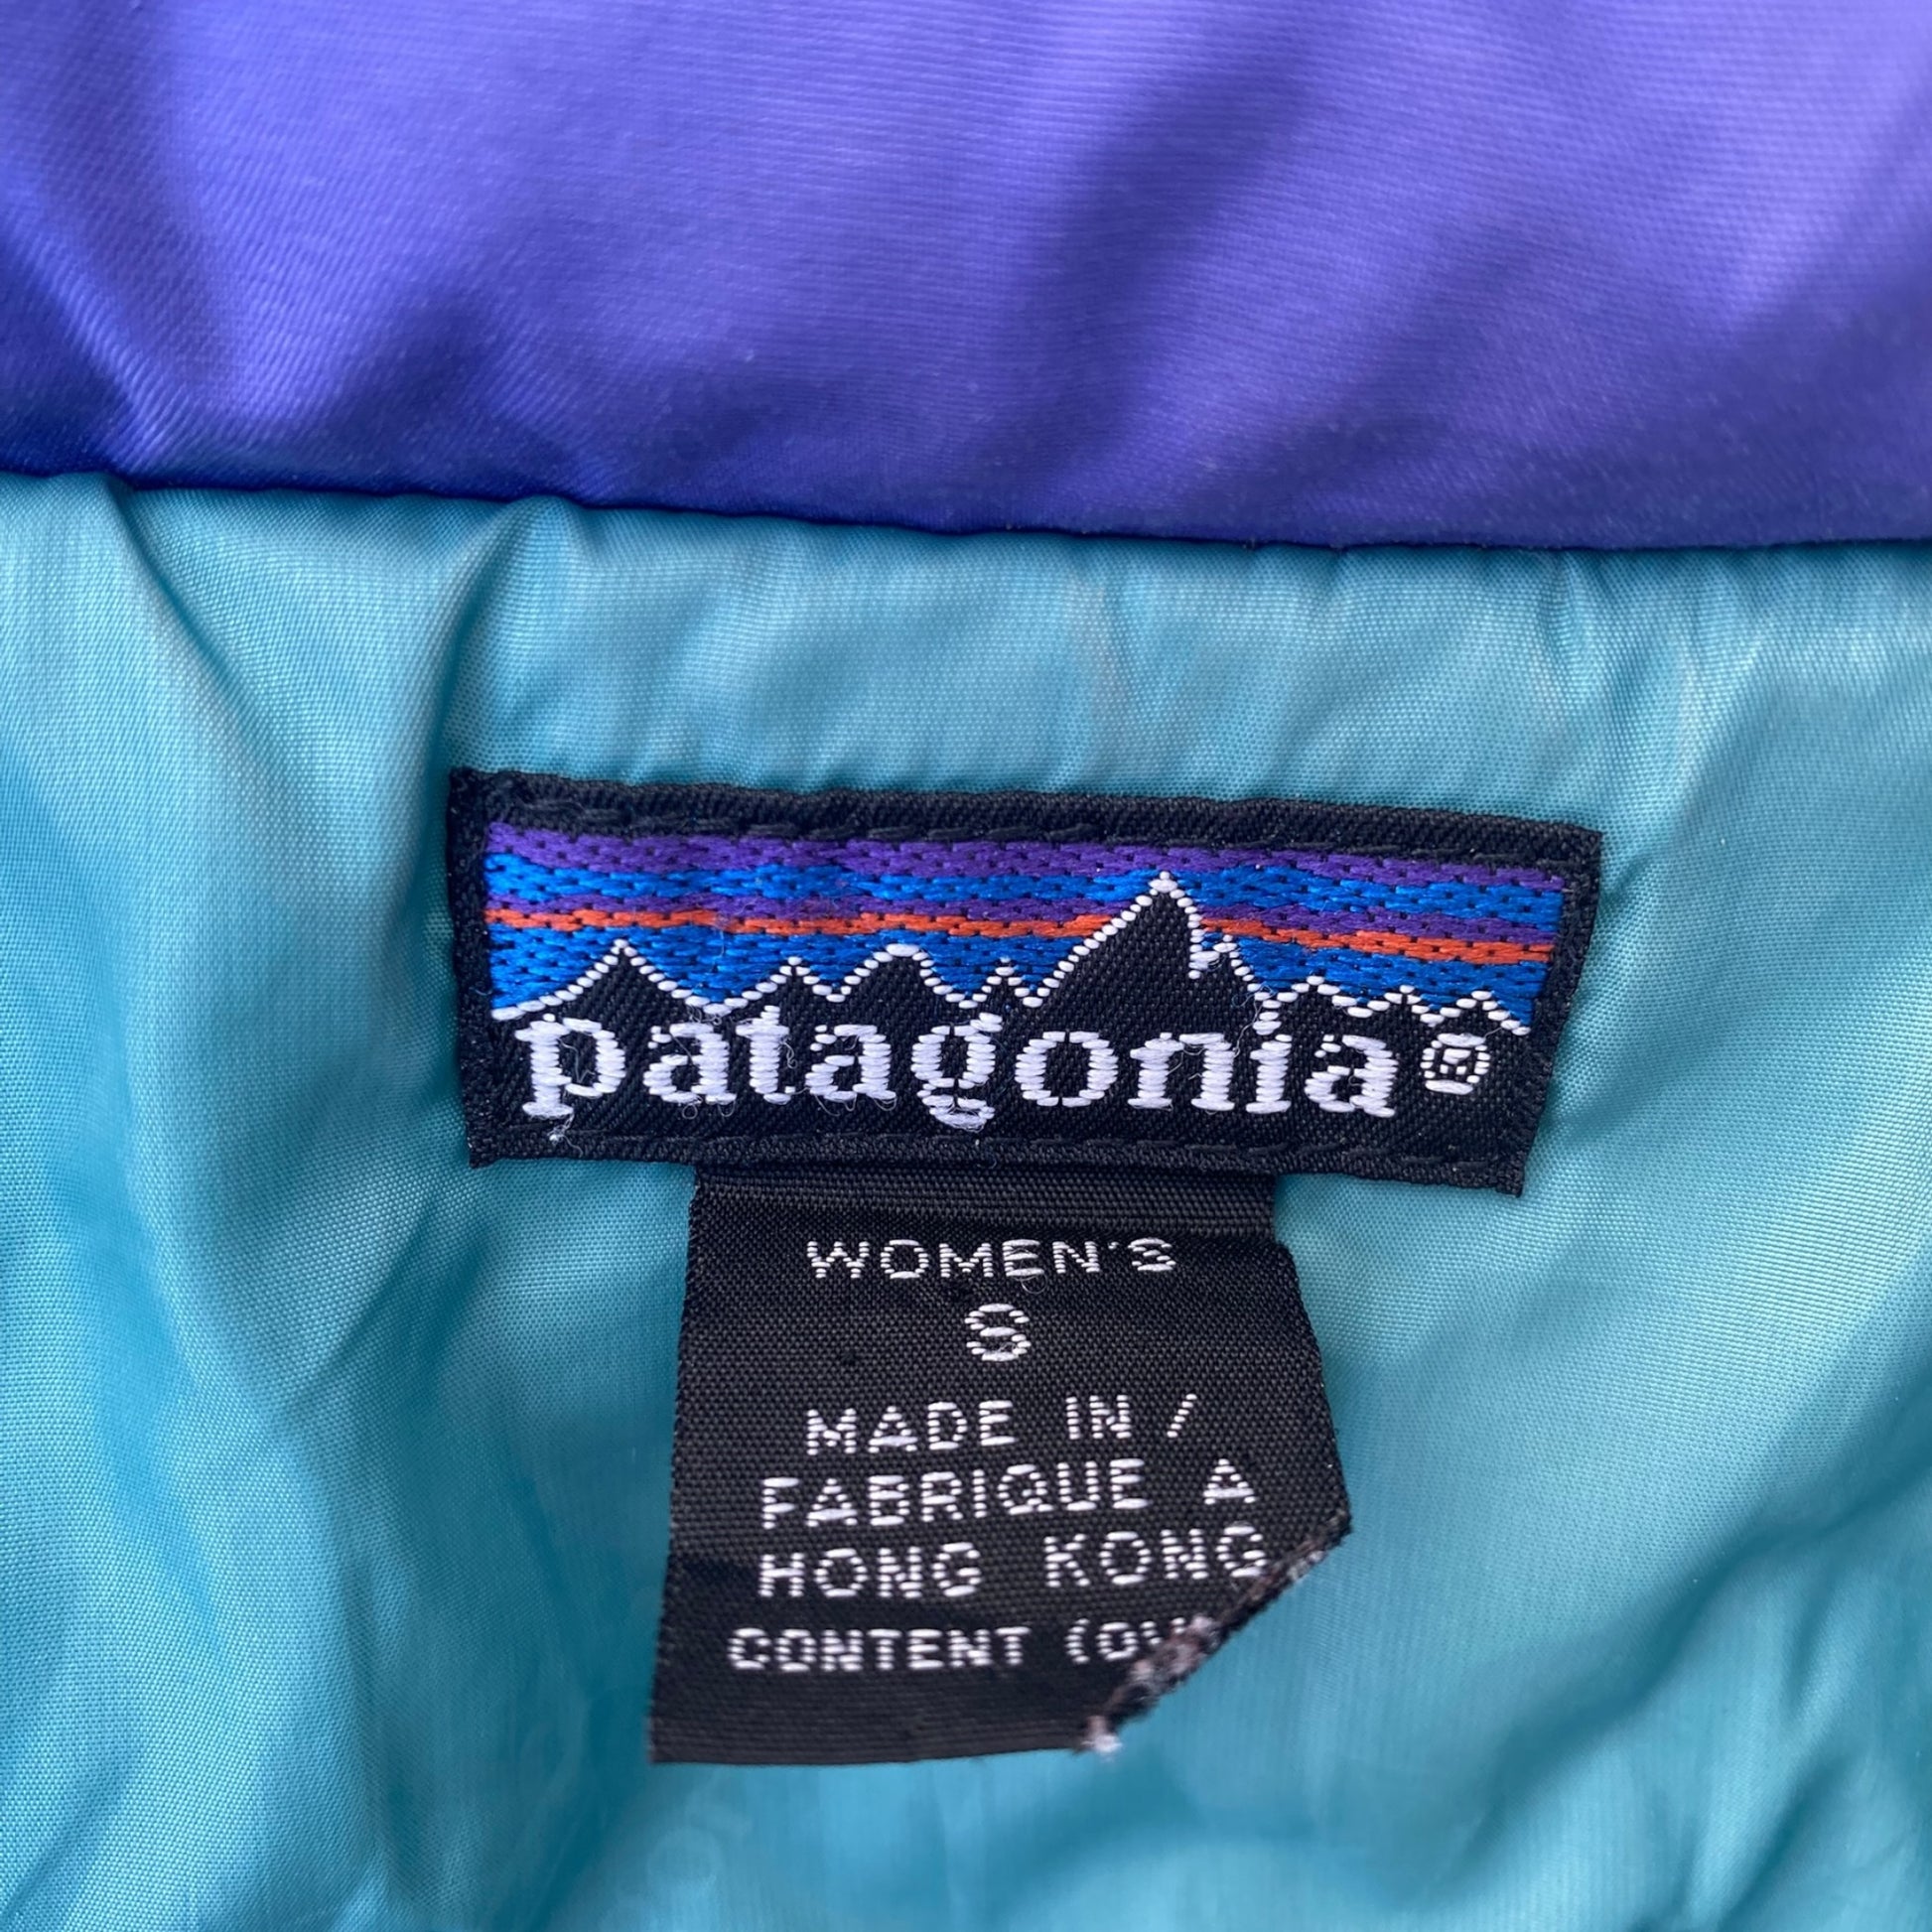 patagonia®
WOMEN'S
S
MADE IN /
FABRIQUE A
HONG KONG
CONTENT